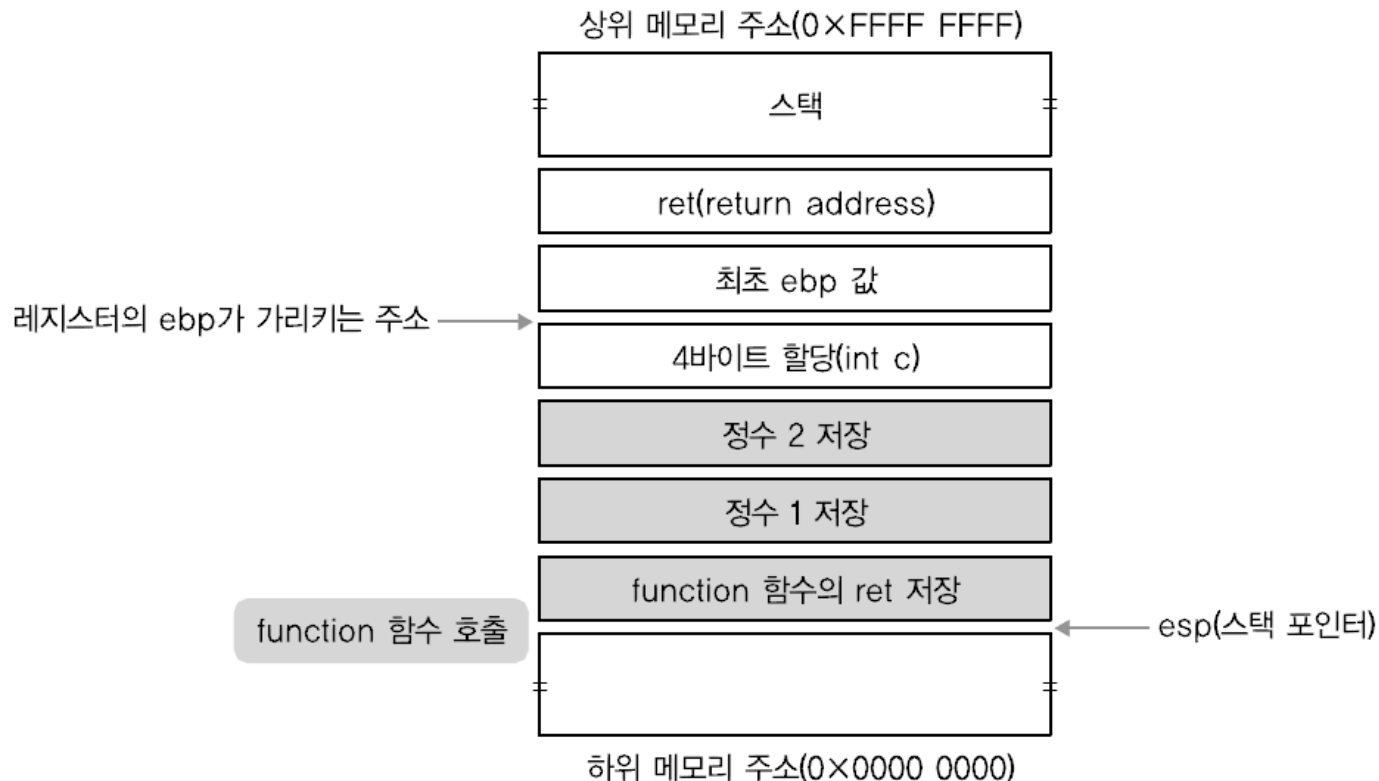 상위 메모리 주소(0×FFFF FFFF)
스택
ret(return address)
최초 ebp 값
레지스터의 ebp가 가리키는 주소
4바이트 할당(int c)
정수 2 저장
정수 1 저장
function 함수의 ret 저장
function 함수 호출
esp(스택 포인터)
하위 메모리 주소(0×0000 0000)